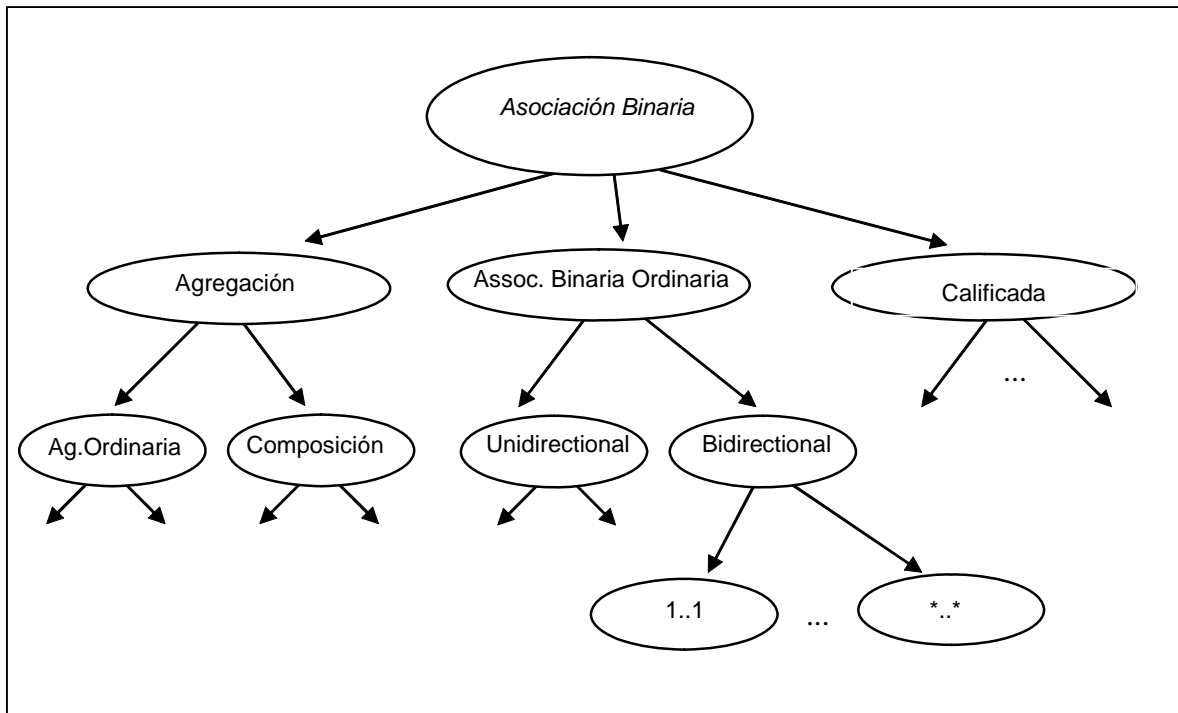 Asociación Binaria
Agregación
Assoc. Binaria Ordinaria
Calificada
...
Ag.Ordinaria
Composición
Unidirectional
Bidirectional
1..1
...
*..*